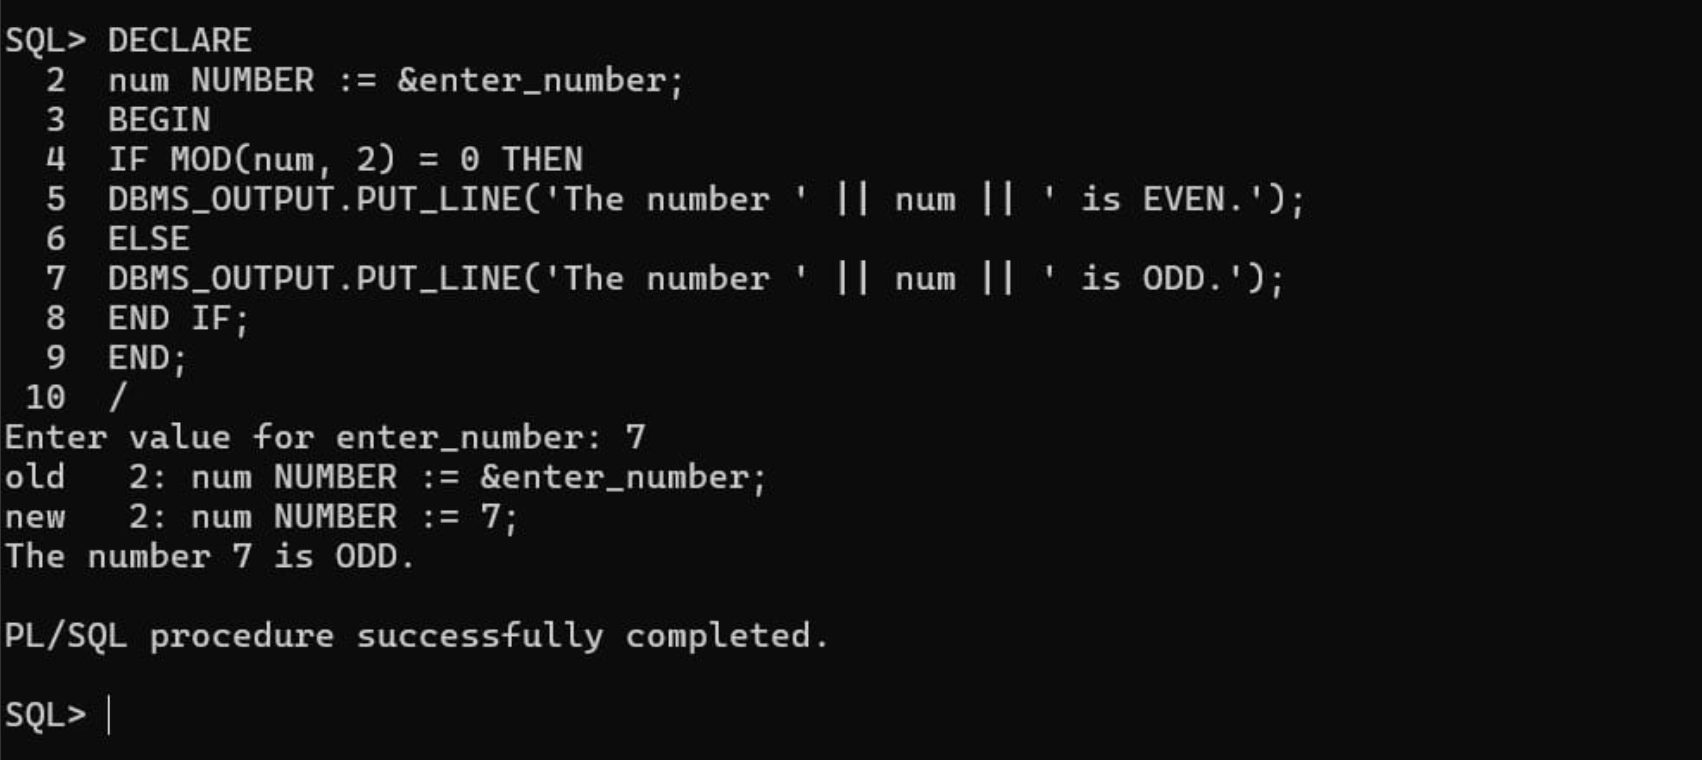 SQL> DECLARE
  2  num NUMBER := &enter_number;
  3  BEGIN
  4  IF MOD(num, 2) = 0 THEN
  5  DBMS_OUTPUT.PUT_LINE('The number ' || num || ' is EVEN.');
  6  ELSE
  7  DBMS_OUTPUT.PUT_LINE('The number ' || num || ' is ODD.');
  8  END IF;
  9  END;
 10  /
Enter value for enter_number: 7
old   2: num NUMBER := &enter_number;
new   2: num NUMBER := 7;
The number 7 is ODD.

PL/SQL procedure successfully completed.

SQL>